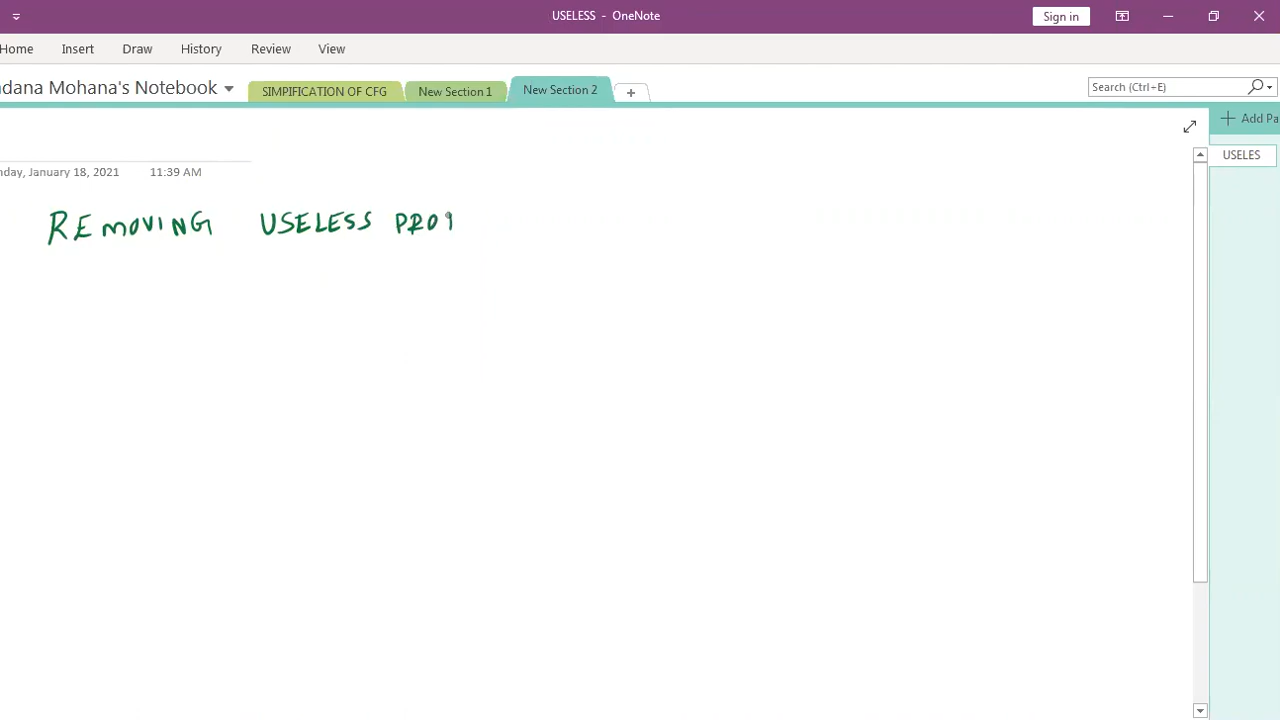 USELESS - OneNote
Sign in
Home Insert Draw History Review View
dana Mohana's Notebook
SIMPIFICATION OF CFG
New Section 1
New Section 2
Search (Ctrl+E)
Add Pa
USELES
day, January 18, 2021 11:39 AM
REMOVING USELESS PRO